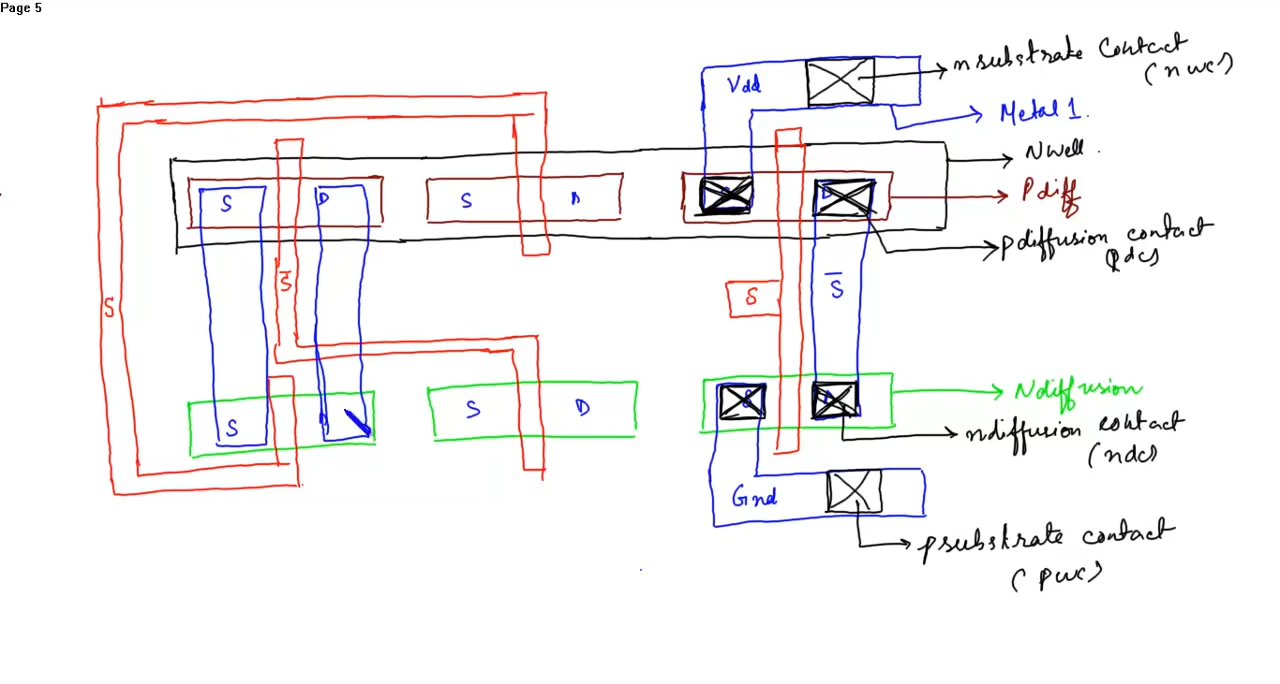 Page 5
n substrate Contact
(nwc)
Vdd
Metal 1.
Nwell.
Pdiff
S
D
S
D
D
pdiffusion contact
(pdc)
S̅
S
S
S̅
Ndiffusion
S
D
S
D
S
D
ndiffusion contact
(ndc)
Gnd
psubstrate contact
(pwc)